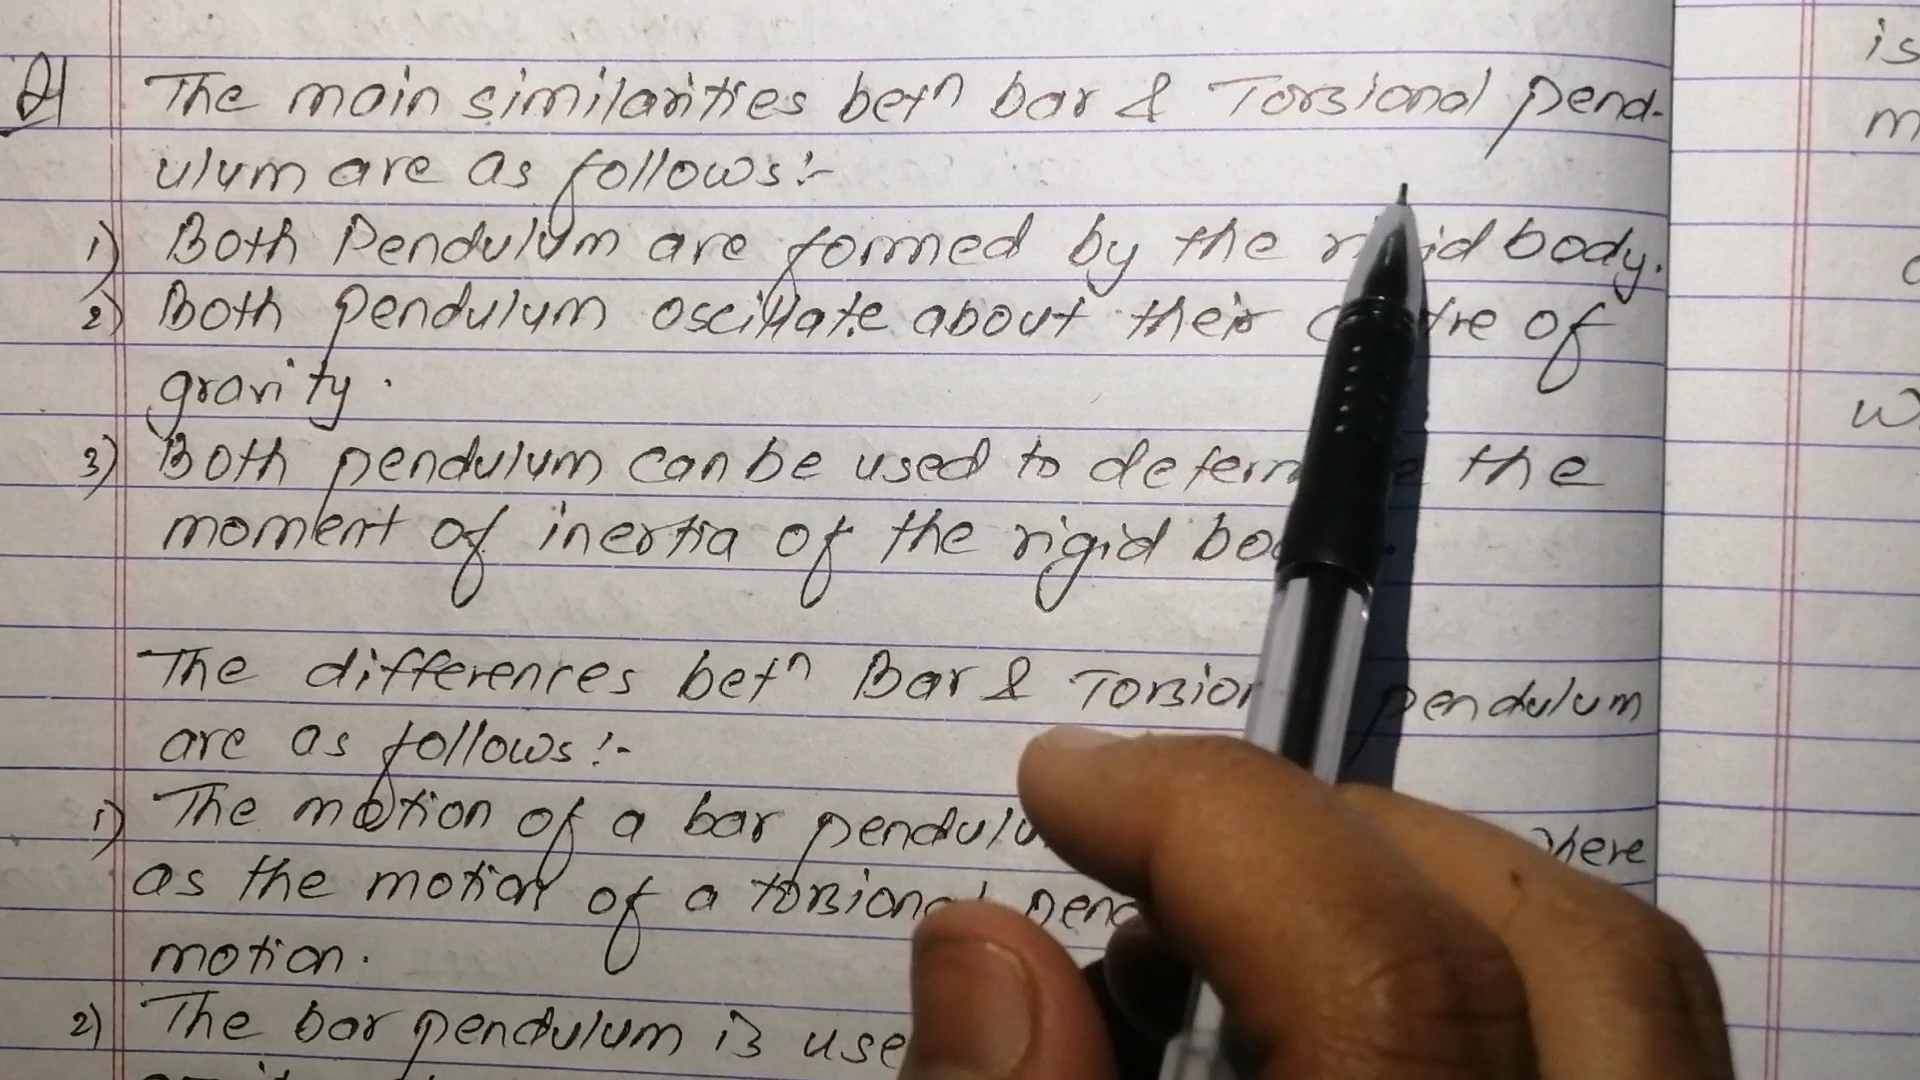 The main similarities betn bar & Torsional pend-
ulum are as follows:-
1) Both Pendulum are formed by the body.
2) Both pendulum oscillate about their of
gravity.
3) Both pendulum can be used to the
moment of inertia of the rigid
The differences betn Bar & pendulum
are as follows:-
1) The motion of a bar
as the motion of a torsional
motion.
2) The bar pendulum is
is
m